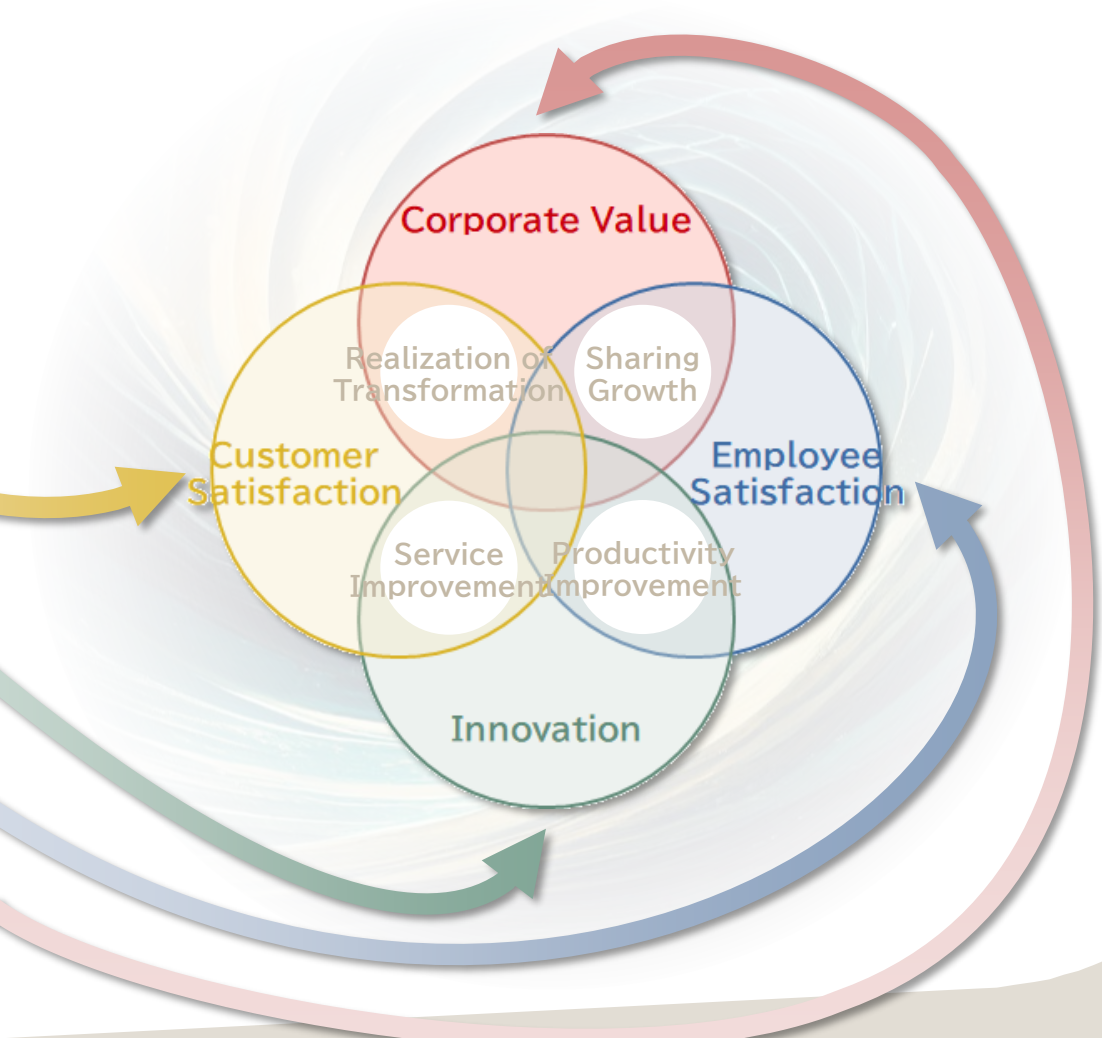 Corporate Value
Realization of
Transformation
Sharing
Growth
Customer
Satisfaction
Employee
Satisfaction
Service
Improvement
Productivity
Improvement
Innovation